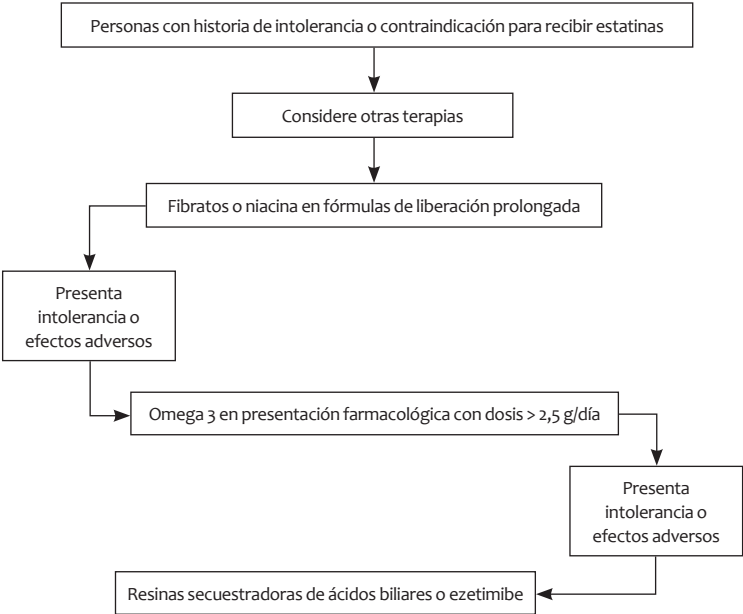 Personas con historia de intolerancia o contraindicación para recibir estatinas
Considere otras terapias
Fibratos o niacina en fórmulas de liberación prolongada
Presenta
intolerancia o
efectos adversos
Omega 3 en presentación farmacológica con dosis > 2,5 g/día
Presenta
intolerancia o
efectos adversos
Resinas secuestradoras de ácidos biliares o ezetimibe